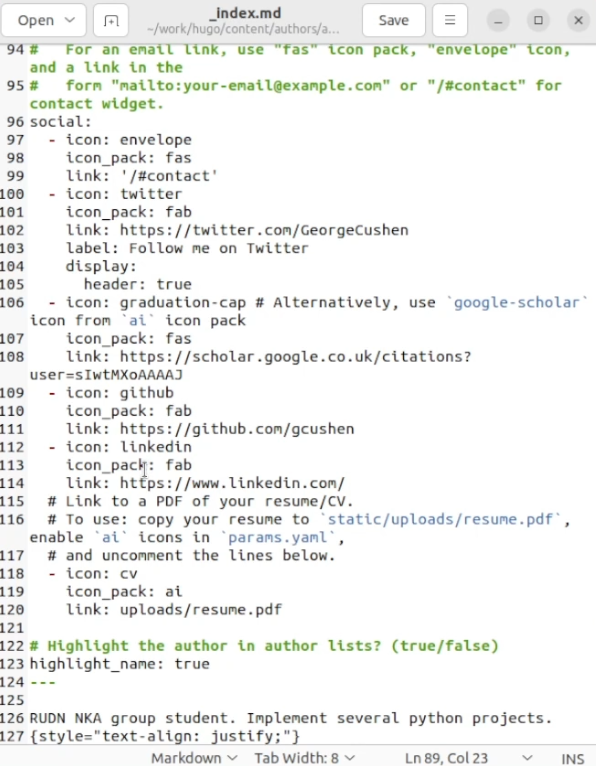 Open
_index.md
~/work/hugo/content/authors/a...
Save
94 #   For an email link, use "fas" icon pack, "envelope" icon,
and a link in the
95 #   form "mailto:your-email@example.com" or "/#contact" for
contact widget.
96 social:
97   - icon: envelope
98     icon_pack: fas
99     link: '/#contact'
100   - icon: twitter
101     icon_pack: fab
102     link: https://twitter.com/GeorgeCushen
103     label: Follow me on Twitter
104     display:
105       header: true
106   - icon: graduation-cap # Alternatively, use `google-scholar`
icon from `ai` icon pack
107     icon_pack: fas
108     link: https://scholar.google.co.uk/citations?
user=sIwtMXoAAAAJ
109   - icon: github
110     icon_pack: fab
111     link: https://github.com/gcushen
112   - icon: linkedin
113     icon_pack: fab
114     link: https://www.linkedin.com/
115   # Link to a PDF of your resume/CV.
116   # To use: copy your resume to `static/uploads/resume.pdf`,
enable `ai` icons in `params.yaml`,
117   # and uncomment the lines below.
118   - icon: cv
119     icon_pack: ai
120     link: uploads/resume.pdf
121
122 # Highlight the author in author lists? (true/false)
123 highlight_name: true
124 ---
125
126 RUDN NKA group student. Implement several python projects.
127 {style="text-align: justify;"}
Markdown   Tab Width: 8   Ln 89, Col 23   INS